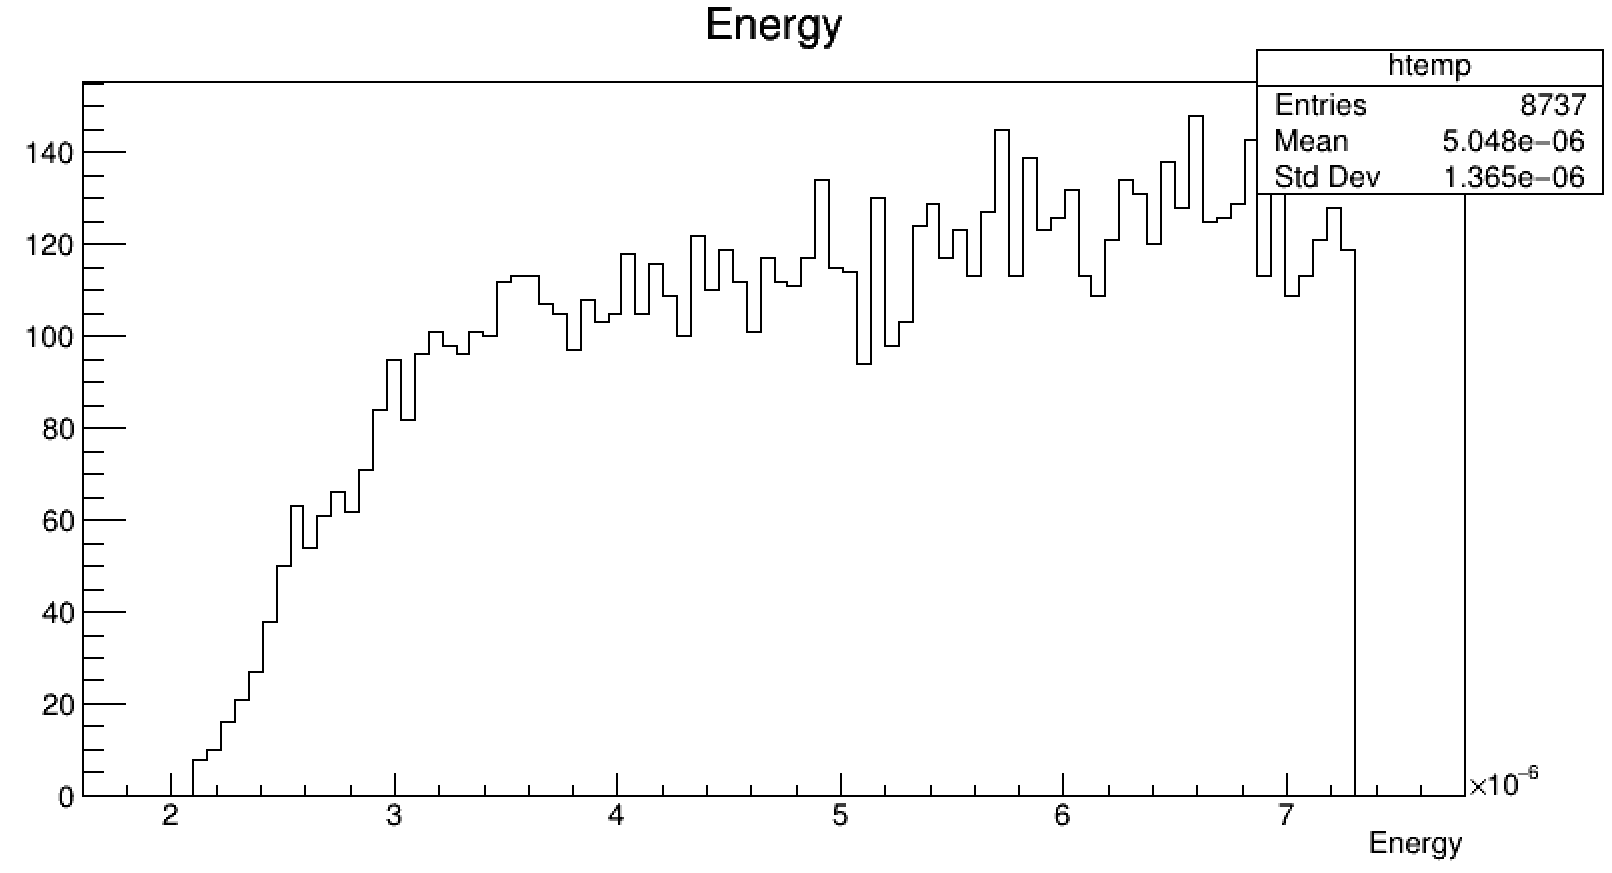 Energy
htemp
Entries 8737
Mean 5.048e−06
Std Dev 1.365e−06
140
120
100
80
60
40
20
0
2 3 4 5 6 7
×10⁻⁶
Energy